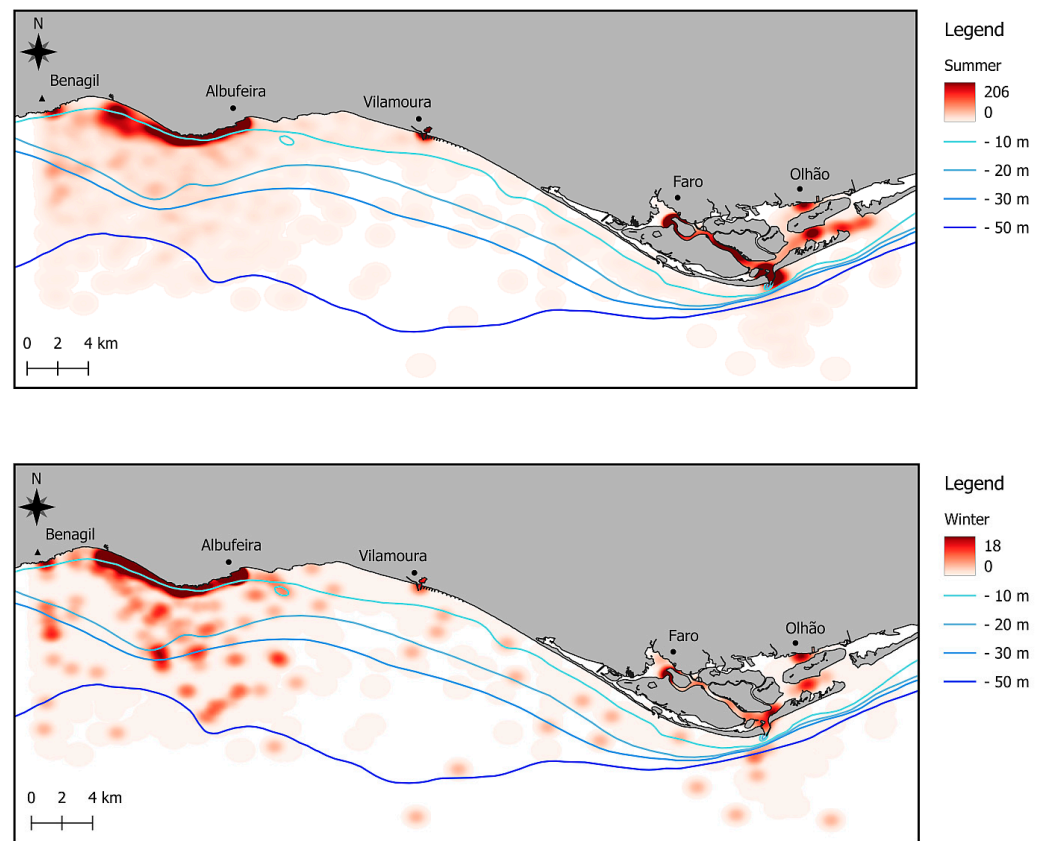 N
Benagil
Albufeira
Vilamoura
Faro
Olhão
0 2 4 km
Legend
Summer
206
0
- 10 m
- 20 m
- 30 m
- 50 m
N
Benagil
Albufeira
Vilamoura
Faro
Olhão
0 2 4 km
Legend
Winter
18
0
- 10 m
- 20 m
- 30 m
- 50 m